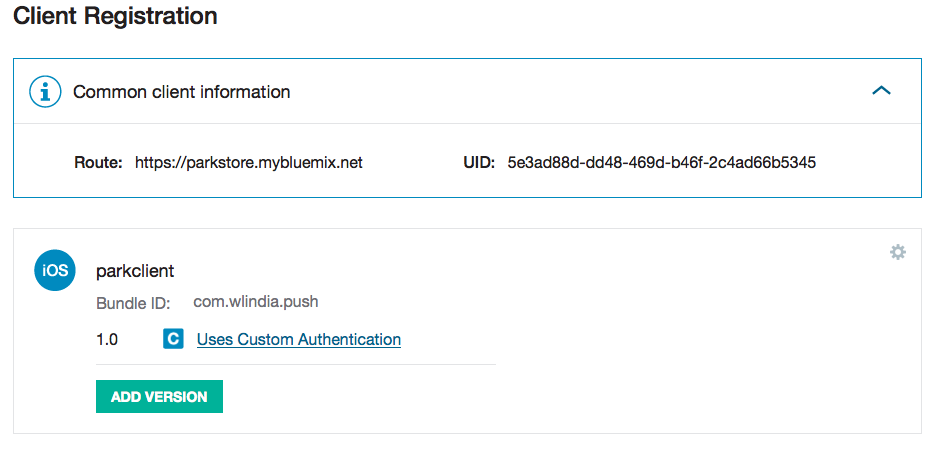 Client Registration
Common client information
Route: https://parkstore.mybluemix.net UID: 5e3ad88d-dd48-469d-b46f-2c4ad66b5345
iOS parkclient
Bundle ID: com.wlindia.push
1.0 C Uses Custom Authentication
ADD VERSION